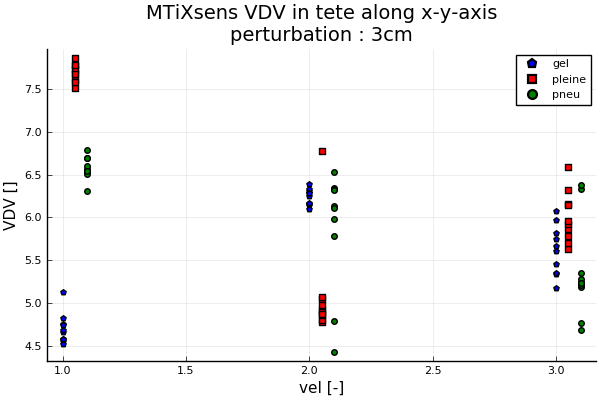 MTiXsens VDV in tete along x-y-axis
perturbation : 3cm
gel
pleine
pneu
7.5
7.0
6.5
6.0
5.5
5.0
4.5
VDV []
1.0
1.5
2.0
2.5
3.0
vel [-]